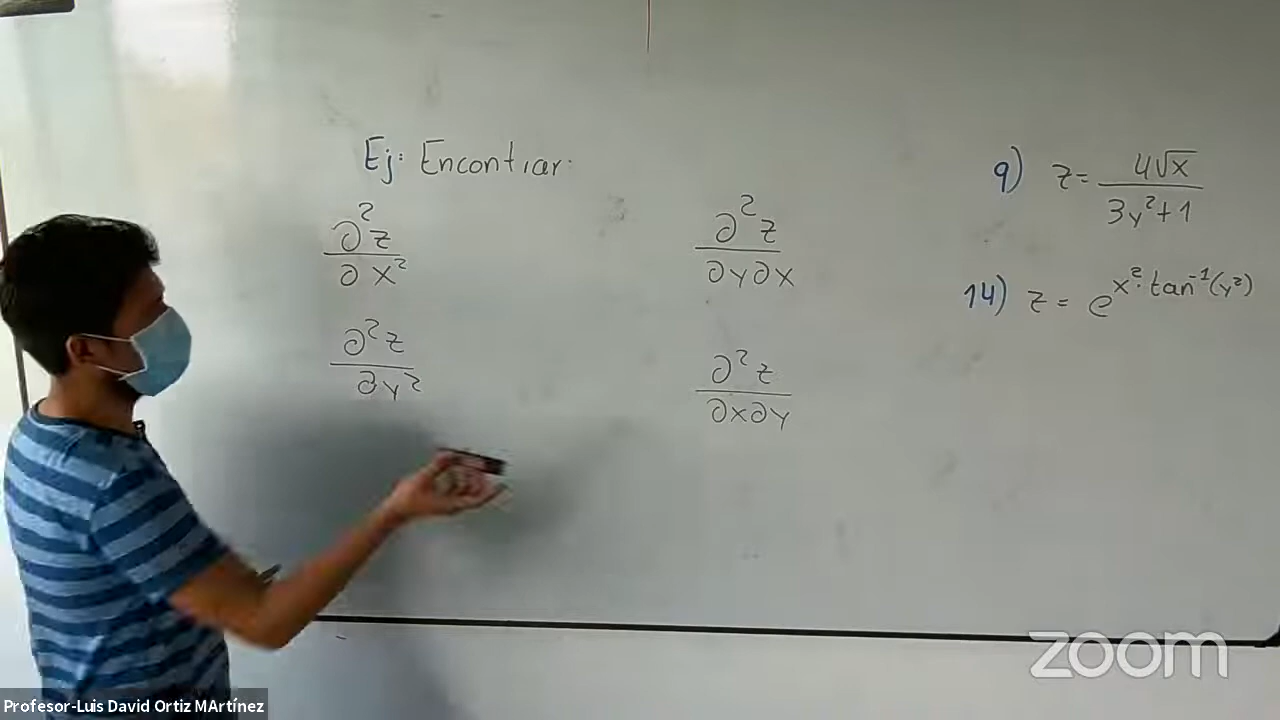 Ej: Encontrar:
∂²z
∂x²
∂²z
∂y²
∂²z
∂y∂x
∂²z
∂x∂y
9) z = 4√x
3y²+1
14) z = e^x²·tan⁻¹(y²)
zoom
Profesor-Luis David Ortiz MArtínez